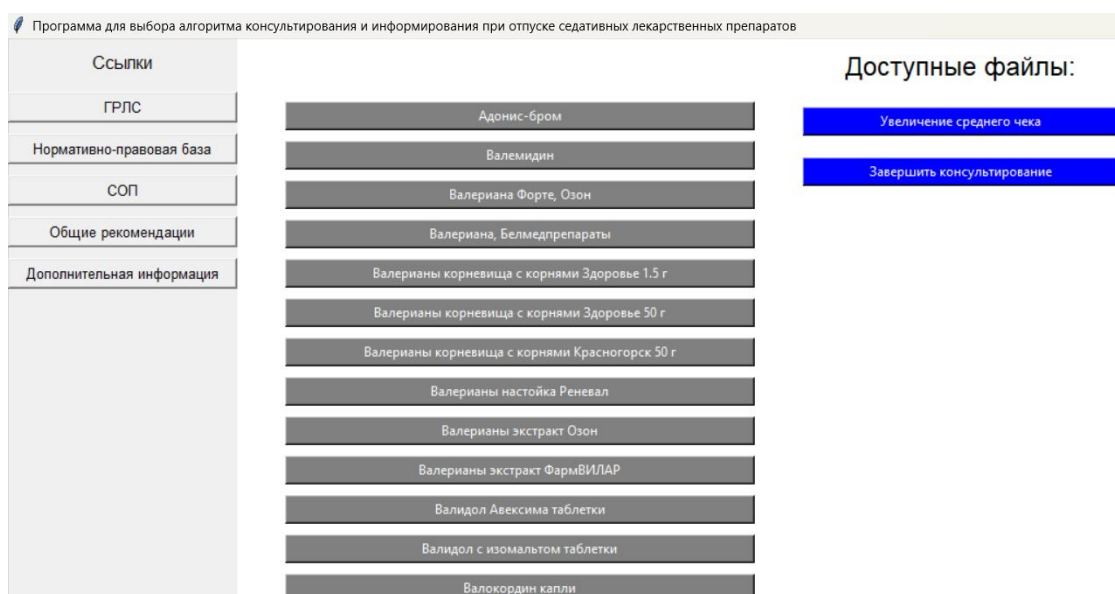 Программа для выбора алгоритма консультирования и информирования при отпуске седативных лекарственных препаратов
Ссылки
ГРЛС
Нормативно-правовая база
СОП
Общие рекомендации
Дополнительная информация
Адонис-бром
Валемидин
Валериана Форте, Озон
Валериана, Белмедпрепараты
Валерианы корневища с корнями Здоровье 1.5 г
Валерианы корневища с корнями Здоровье 50 г
Валерианы корневища с корнями Красногорск 50 г
Валерианы настойка Реневал
Валерианы экстракт Озон
Валерианы экстракт ФармВИЛАР
Валидол Авексима таблетки
Валидол с изомальтом таблетки
Валокордин капли
Доступные файлы:
Увеличение среднего чека
Завершить консультирование